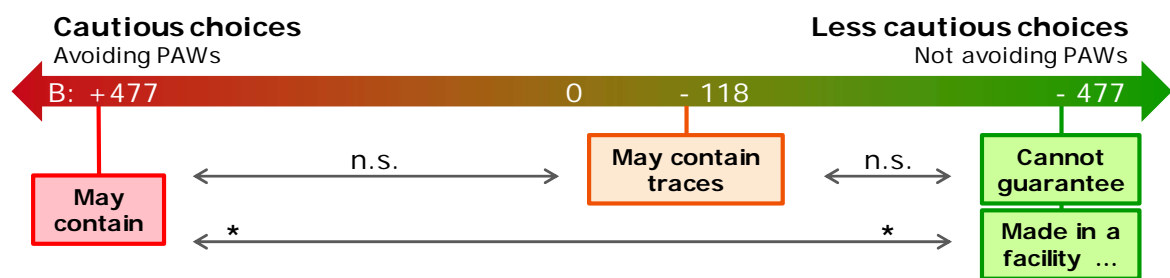 Cautious choices
Avoiding PAWs
Less cautious choices
Not avoiding PAWs
B: +477
0
- 118
- 477
n.s.
May contain
traces
n.s.
Cannot
guarantee
May
contain
*
*
Made in a
facility ...